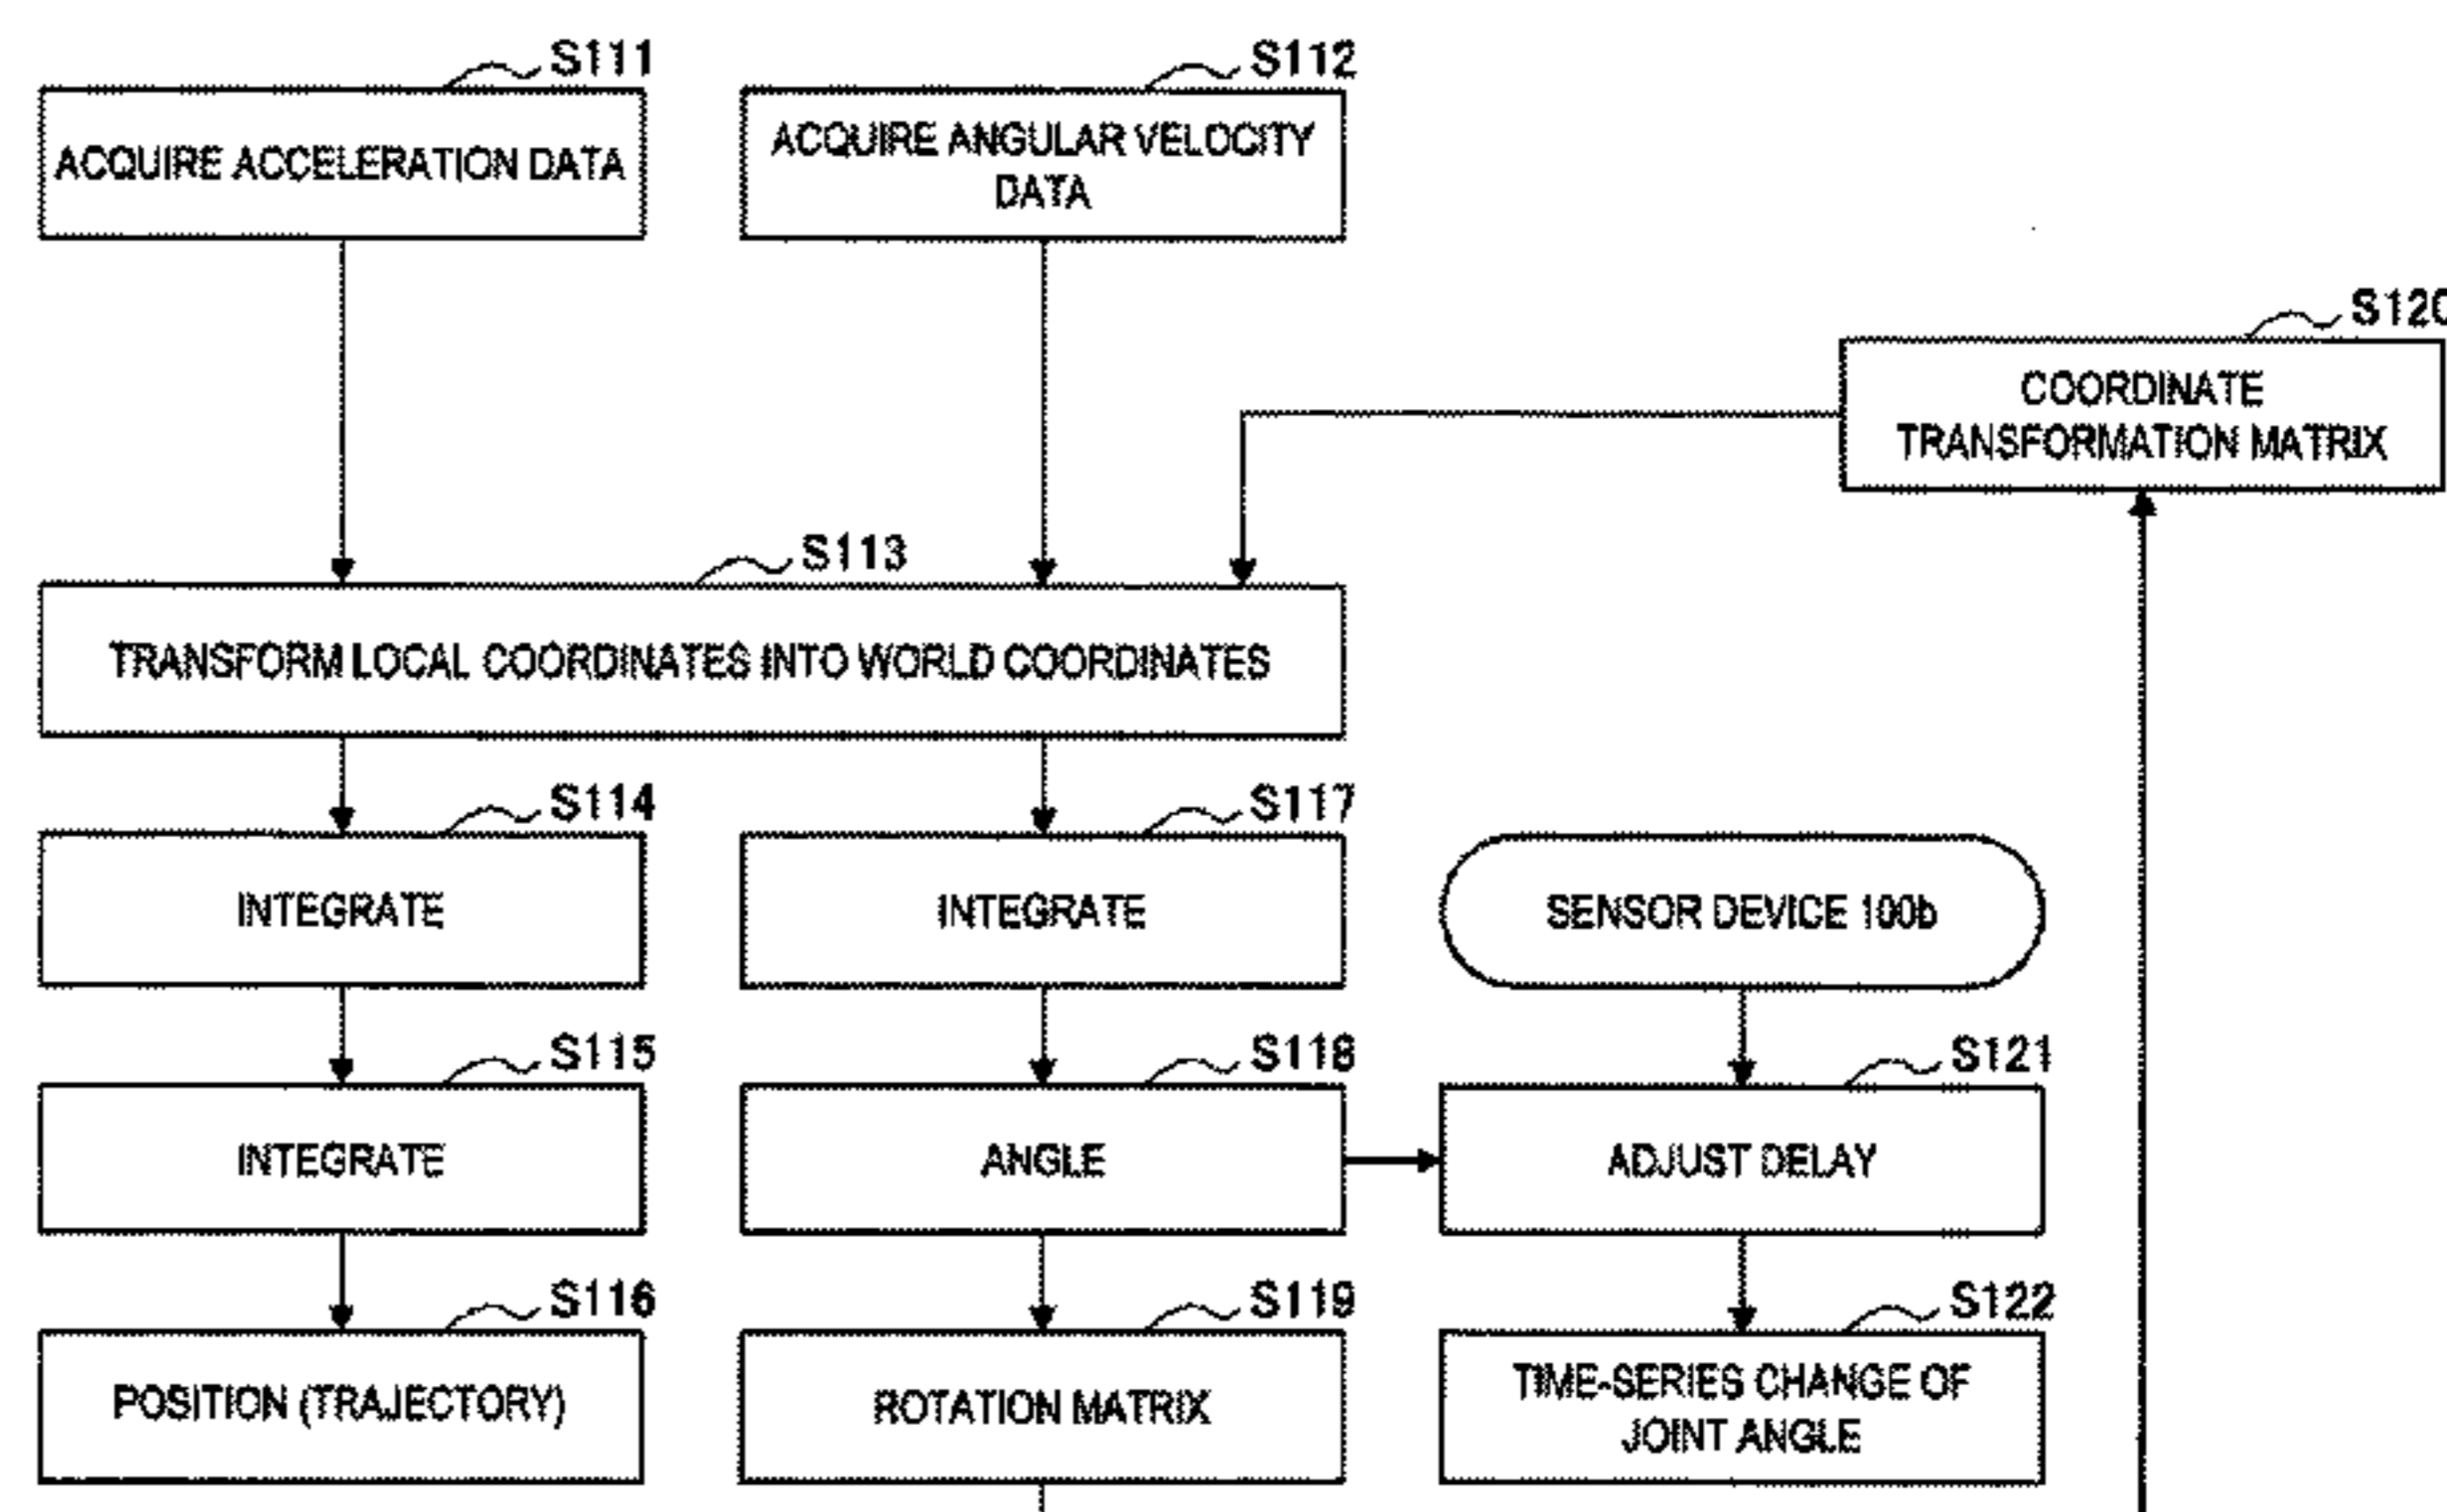 S111
ACQUIRE ACCELERATION DATA
S112
ACQUIRE ANGULAR VELOCITY
DATA
S120
COORDINATE
TRANSFORMATION MATRIX
S113
TRANSFORM LOCAL COORDINATES INTO WORLD COORDINATES
S114
INTEGRATE
S117
INTEGRATE
SENSOR DEVICE 100b
S115
INTEGRATE
S118
ANGLE
S121
ADJUST DELAY
S116
POSITION (TRAJECTORY)
S119
ROTATION MATRIX
S122
TIME-SERIES CHANGE OF
JOINT ANGLE